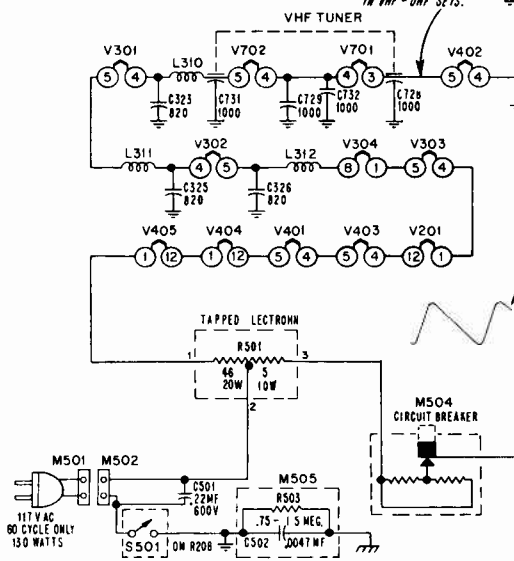 IN VHF - UHF SETS.
VHF TUNER
V301 L310 V702 V701 V402
5 4 5 4 4 3 5 4
C323 820
C731 1000
C729 1000
C732 1000
C728 1000
L311 V302 L312 V304 V303
4 5 8 1 5 4
C325 820
C326 820
V405 V404 V401 V403 V201
1 12 1 12 5 4 5 4 12 1
TAPPED LECTROHM
R501
1 3
46 20W
5 10W
2
M504
CIRCUIT BREAKER
M501 M502
C501
.22MF
600V
M505
R503
.75 - 1.5 MEG.
C502 .0047 MF
117 V AC
60 CYCLE ONLY
130 WATTS
S501 ON R208